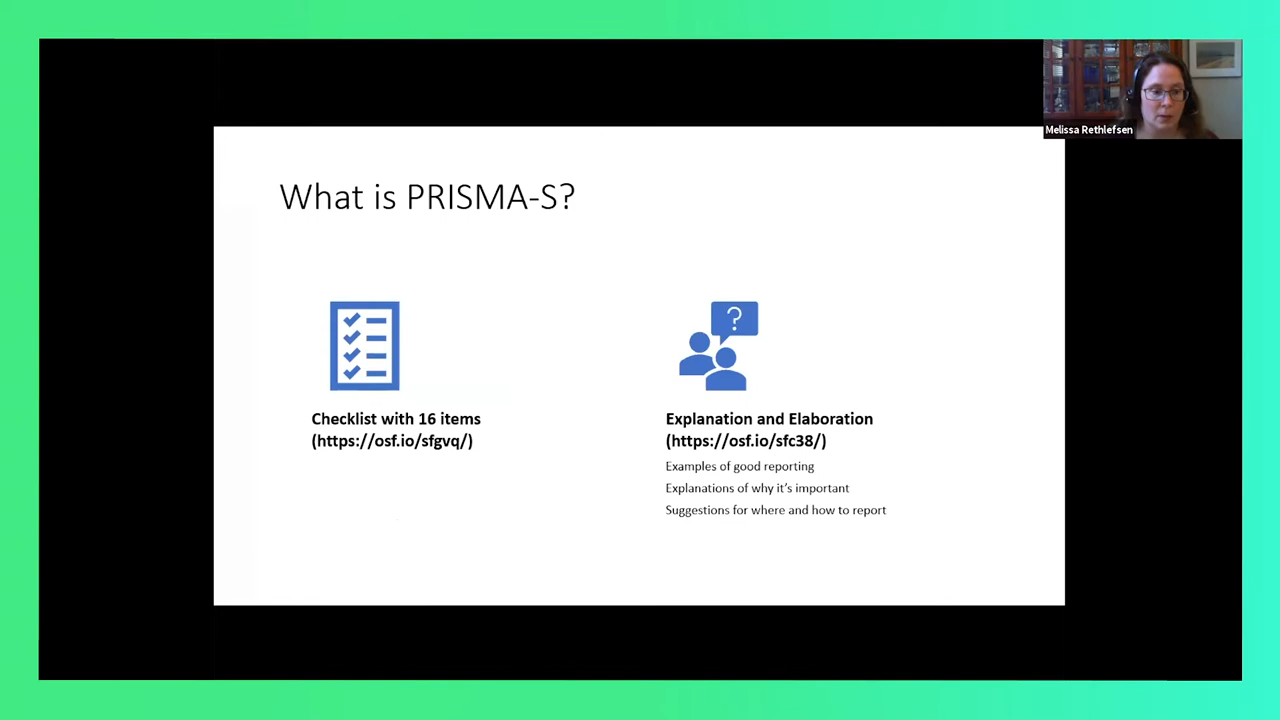 Melissa Rethlefsen
What is PRISMA-S?
?
Checklist with 16 items
(https://osf.io/sfgvq/)
Explanation and Elaboration
(https://osf.io/sfc38/)
Examples of good reporting
Explanations of why it's important
Suggestions for where and how to report